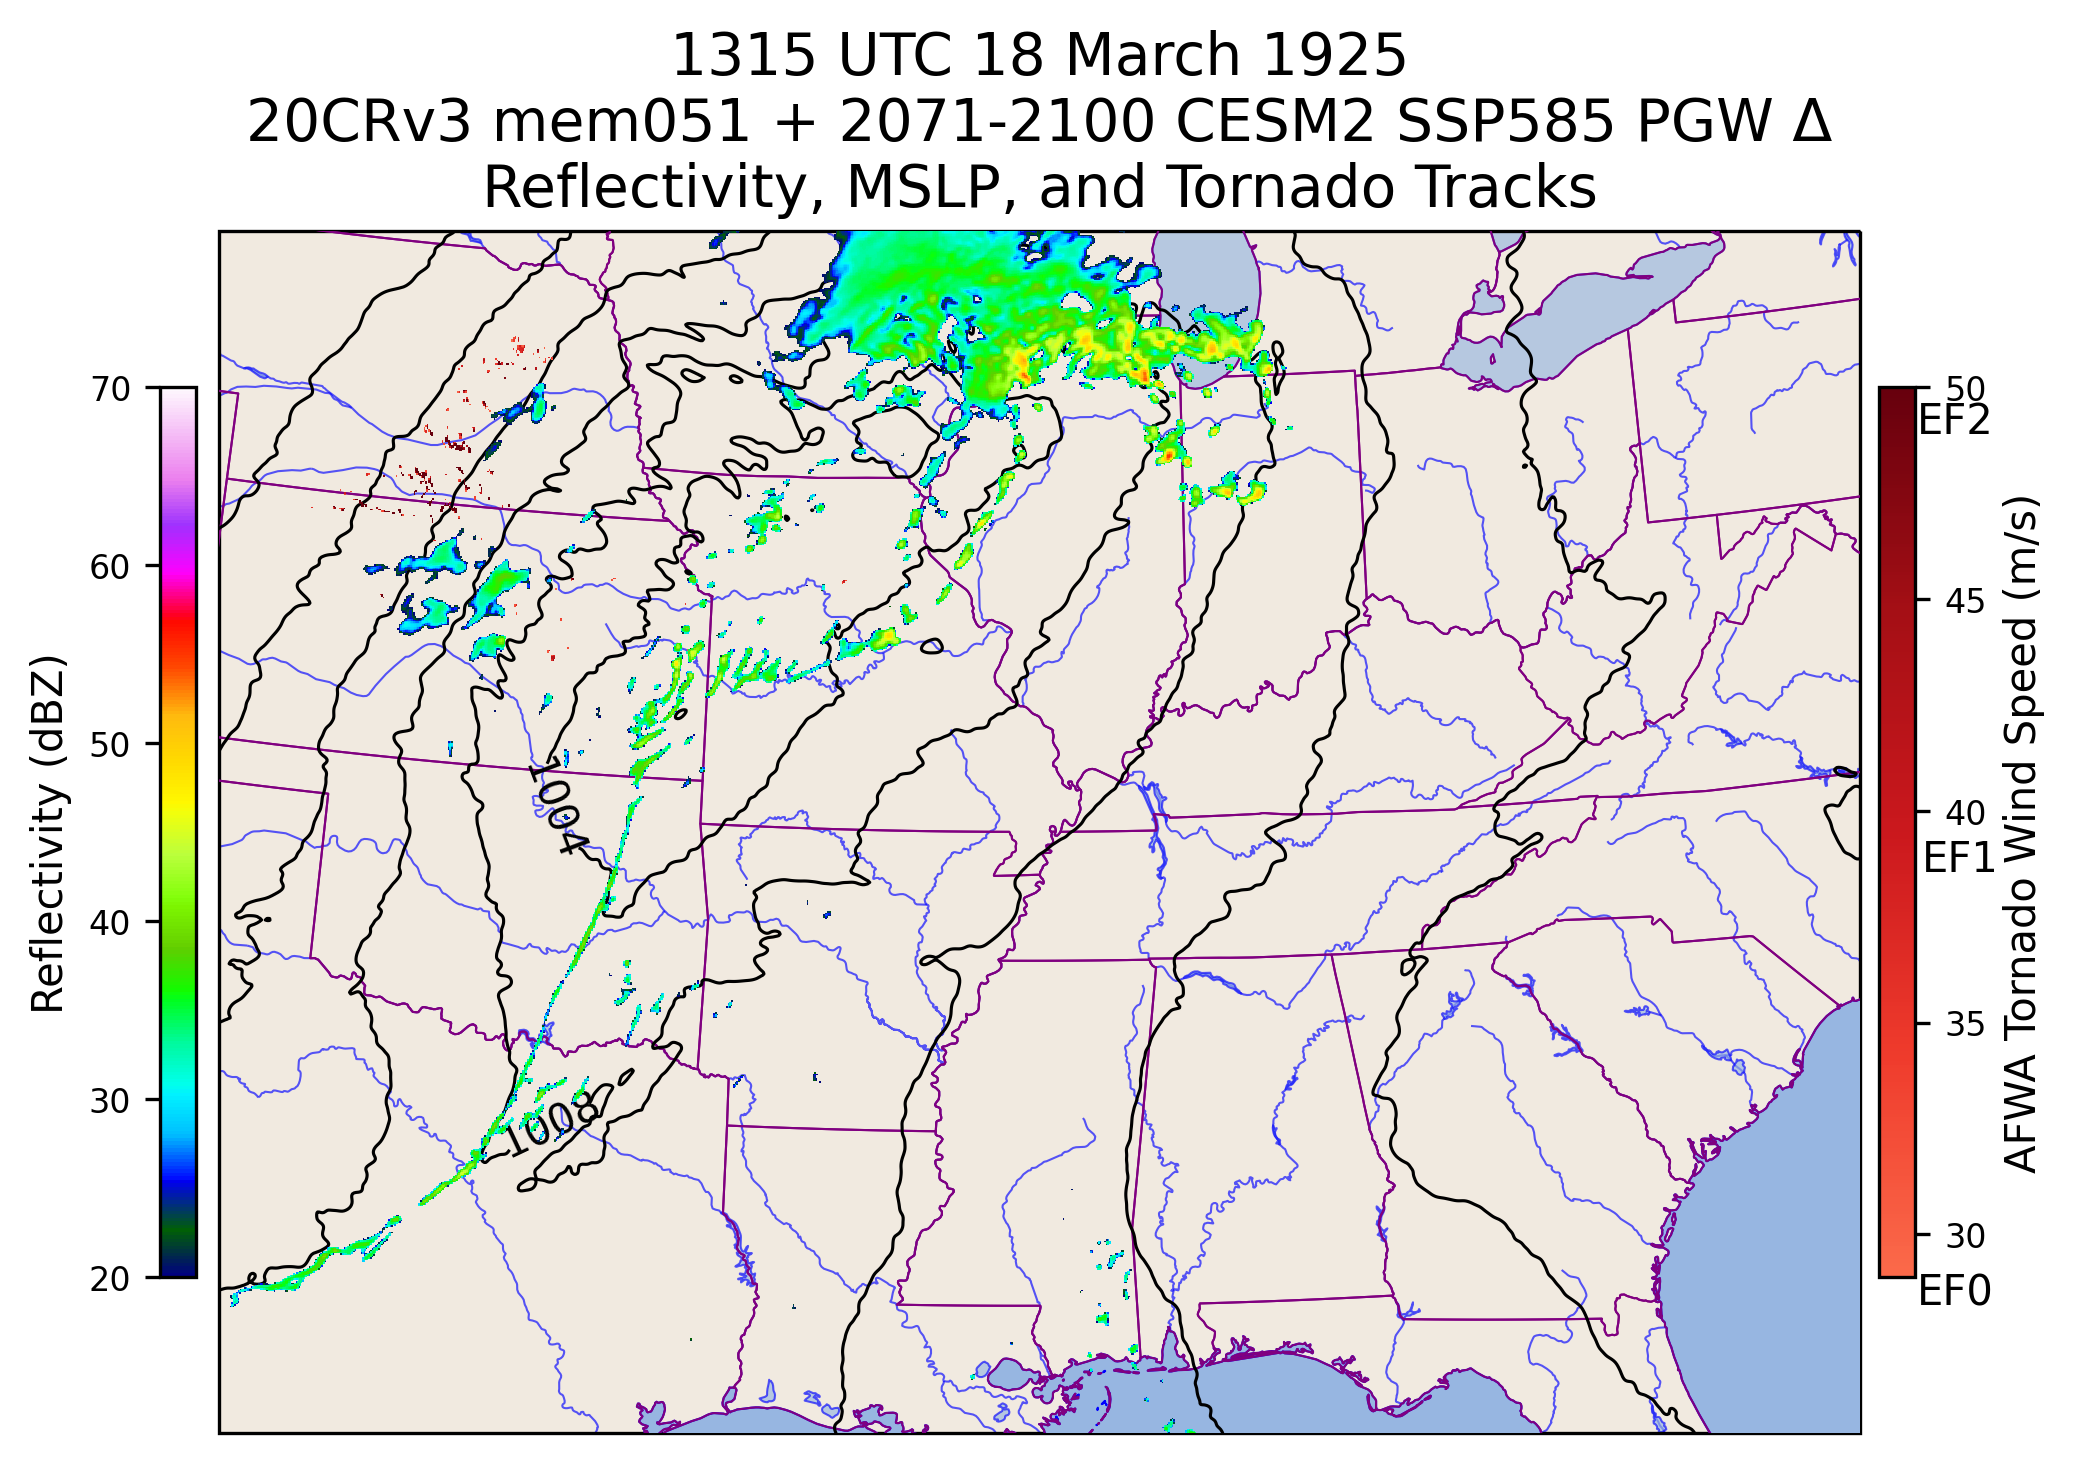 1315 UTC 18 March 1925
20CRv3 mem051 + 2071-2100 CESM2 SSP585 PGW Δ
Reflectivity, MSLP, and Tornado Tracks
70
60
50
40
30
20
Reflectivity (dBZ)
1004
1008
50
EF2
45
40
EF1
35
30
EF0
AFWA Tornado Wind Speed (m/s)